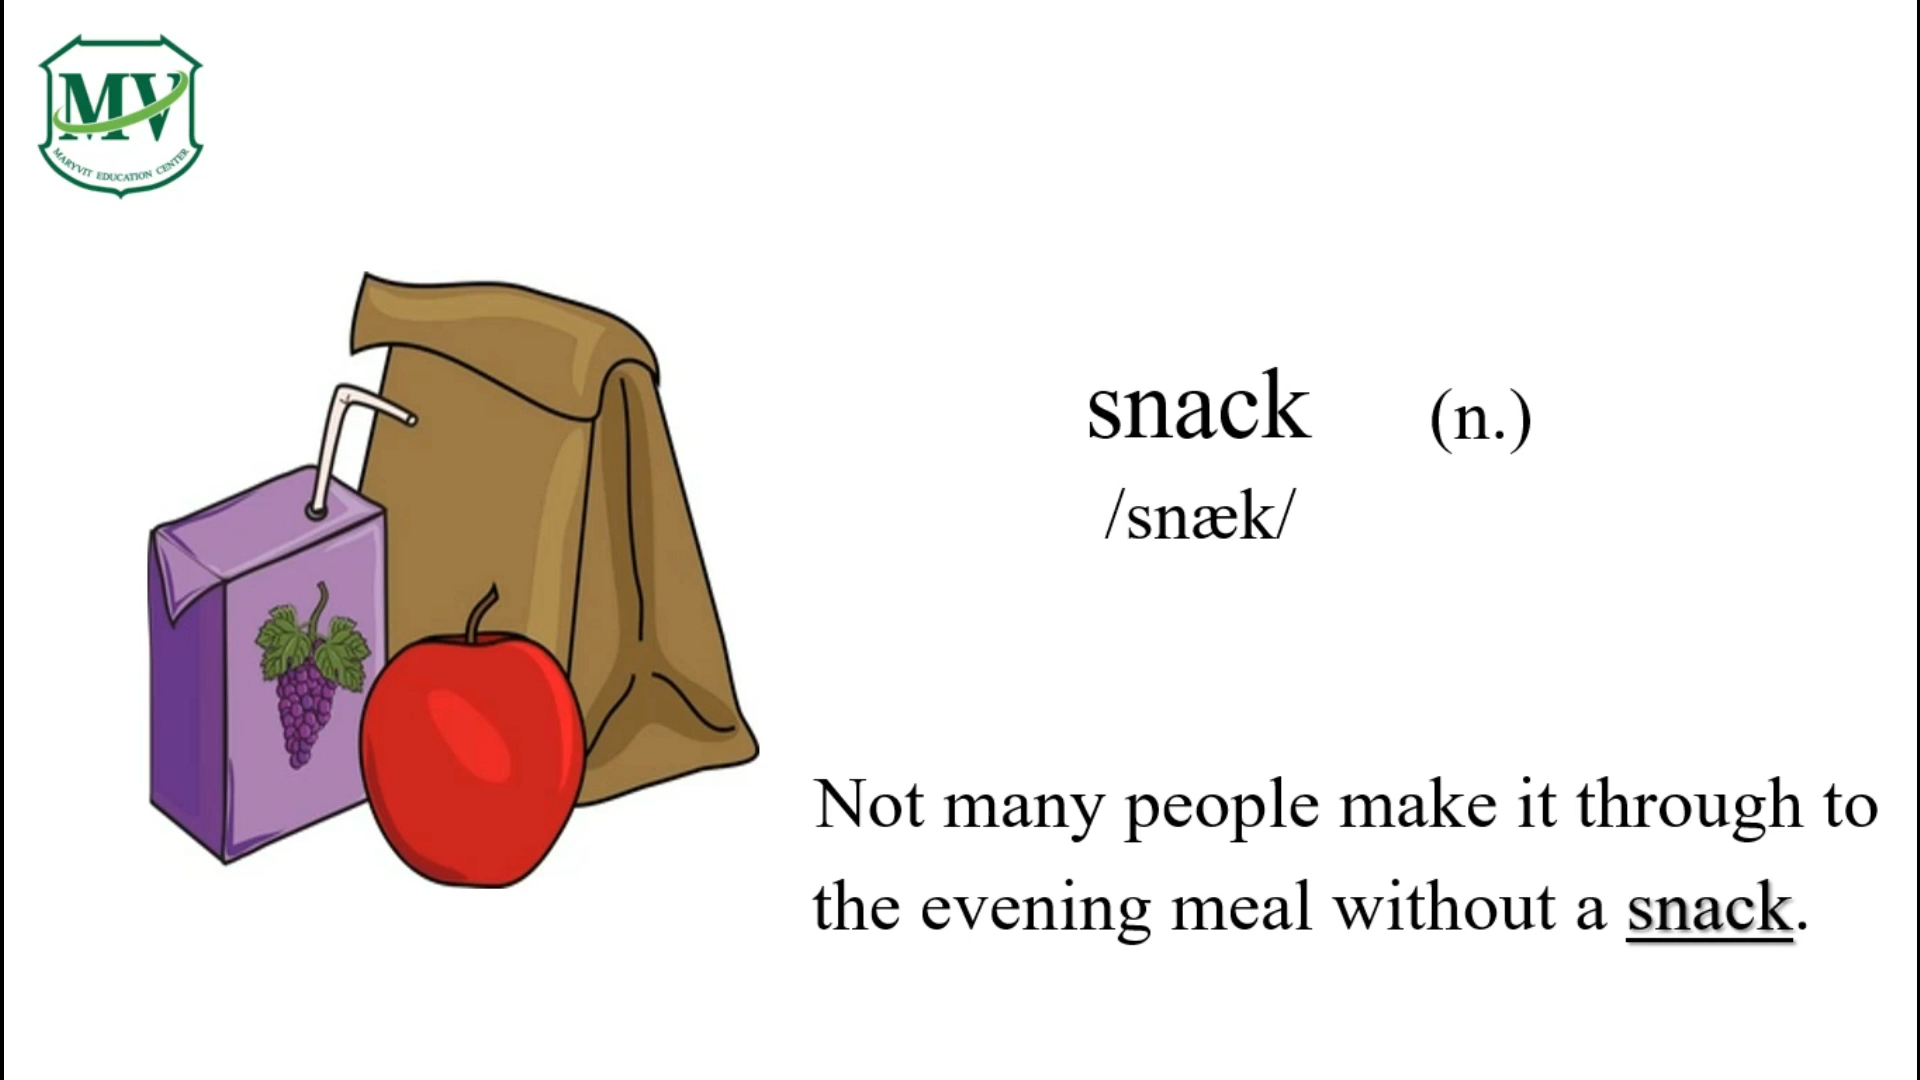 MV
MARYVIT EDUCATION CENTER
snack (n.)
/snæk/
Not many people make it through to
the evening meal without a snack.